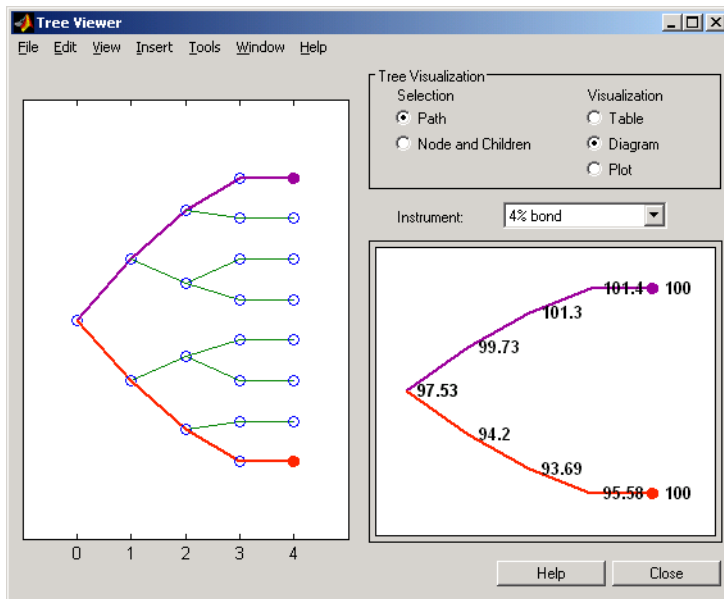 Tree Viewer
File Edit View Insert Tools Window Help
Tree Visualization
Selection
Path
Node and Children
Visualization
Table
Diagram
Plot
Instrument: 4% bond
101.4 100
101.3
99.73
97.53
94.2
93.69
95.58 100
0 1 2 3 4
Help Close